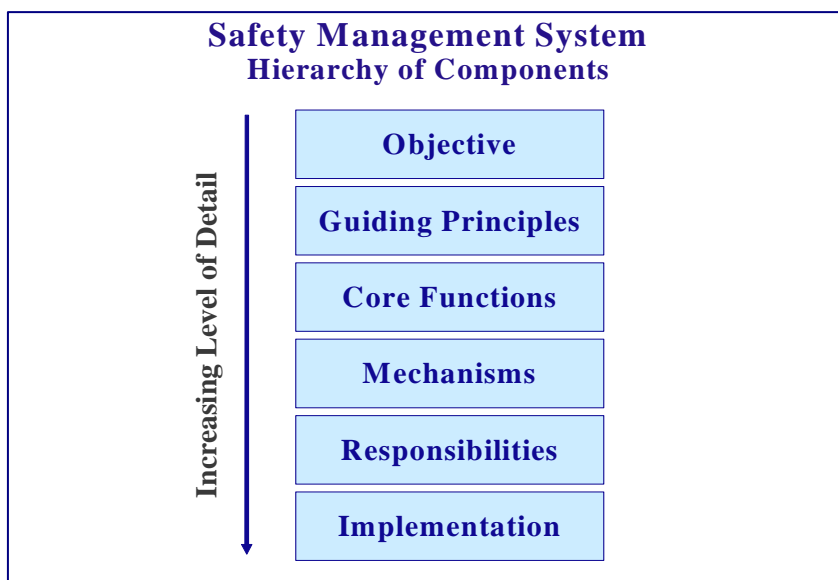 Safety Management System
Hierarchy of Components
Increasing Level of Detail
Objective
Guiding Principles
Core Functions
Mechanisms
Responsibilities
Implementation